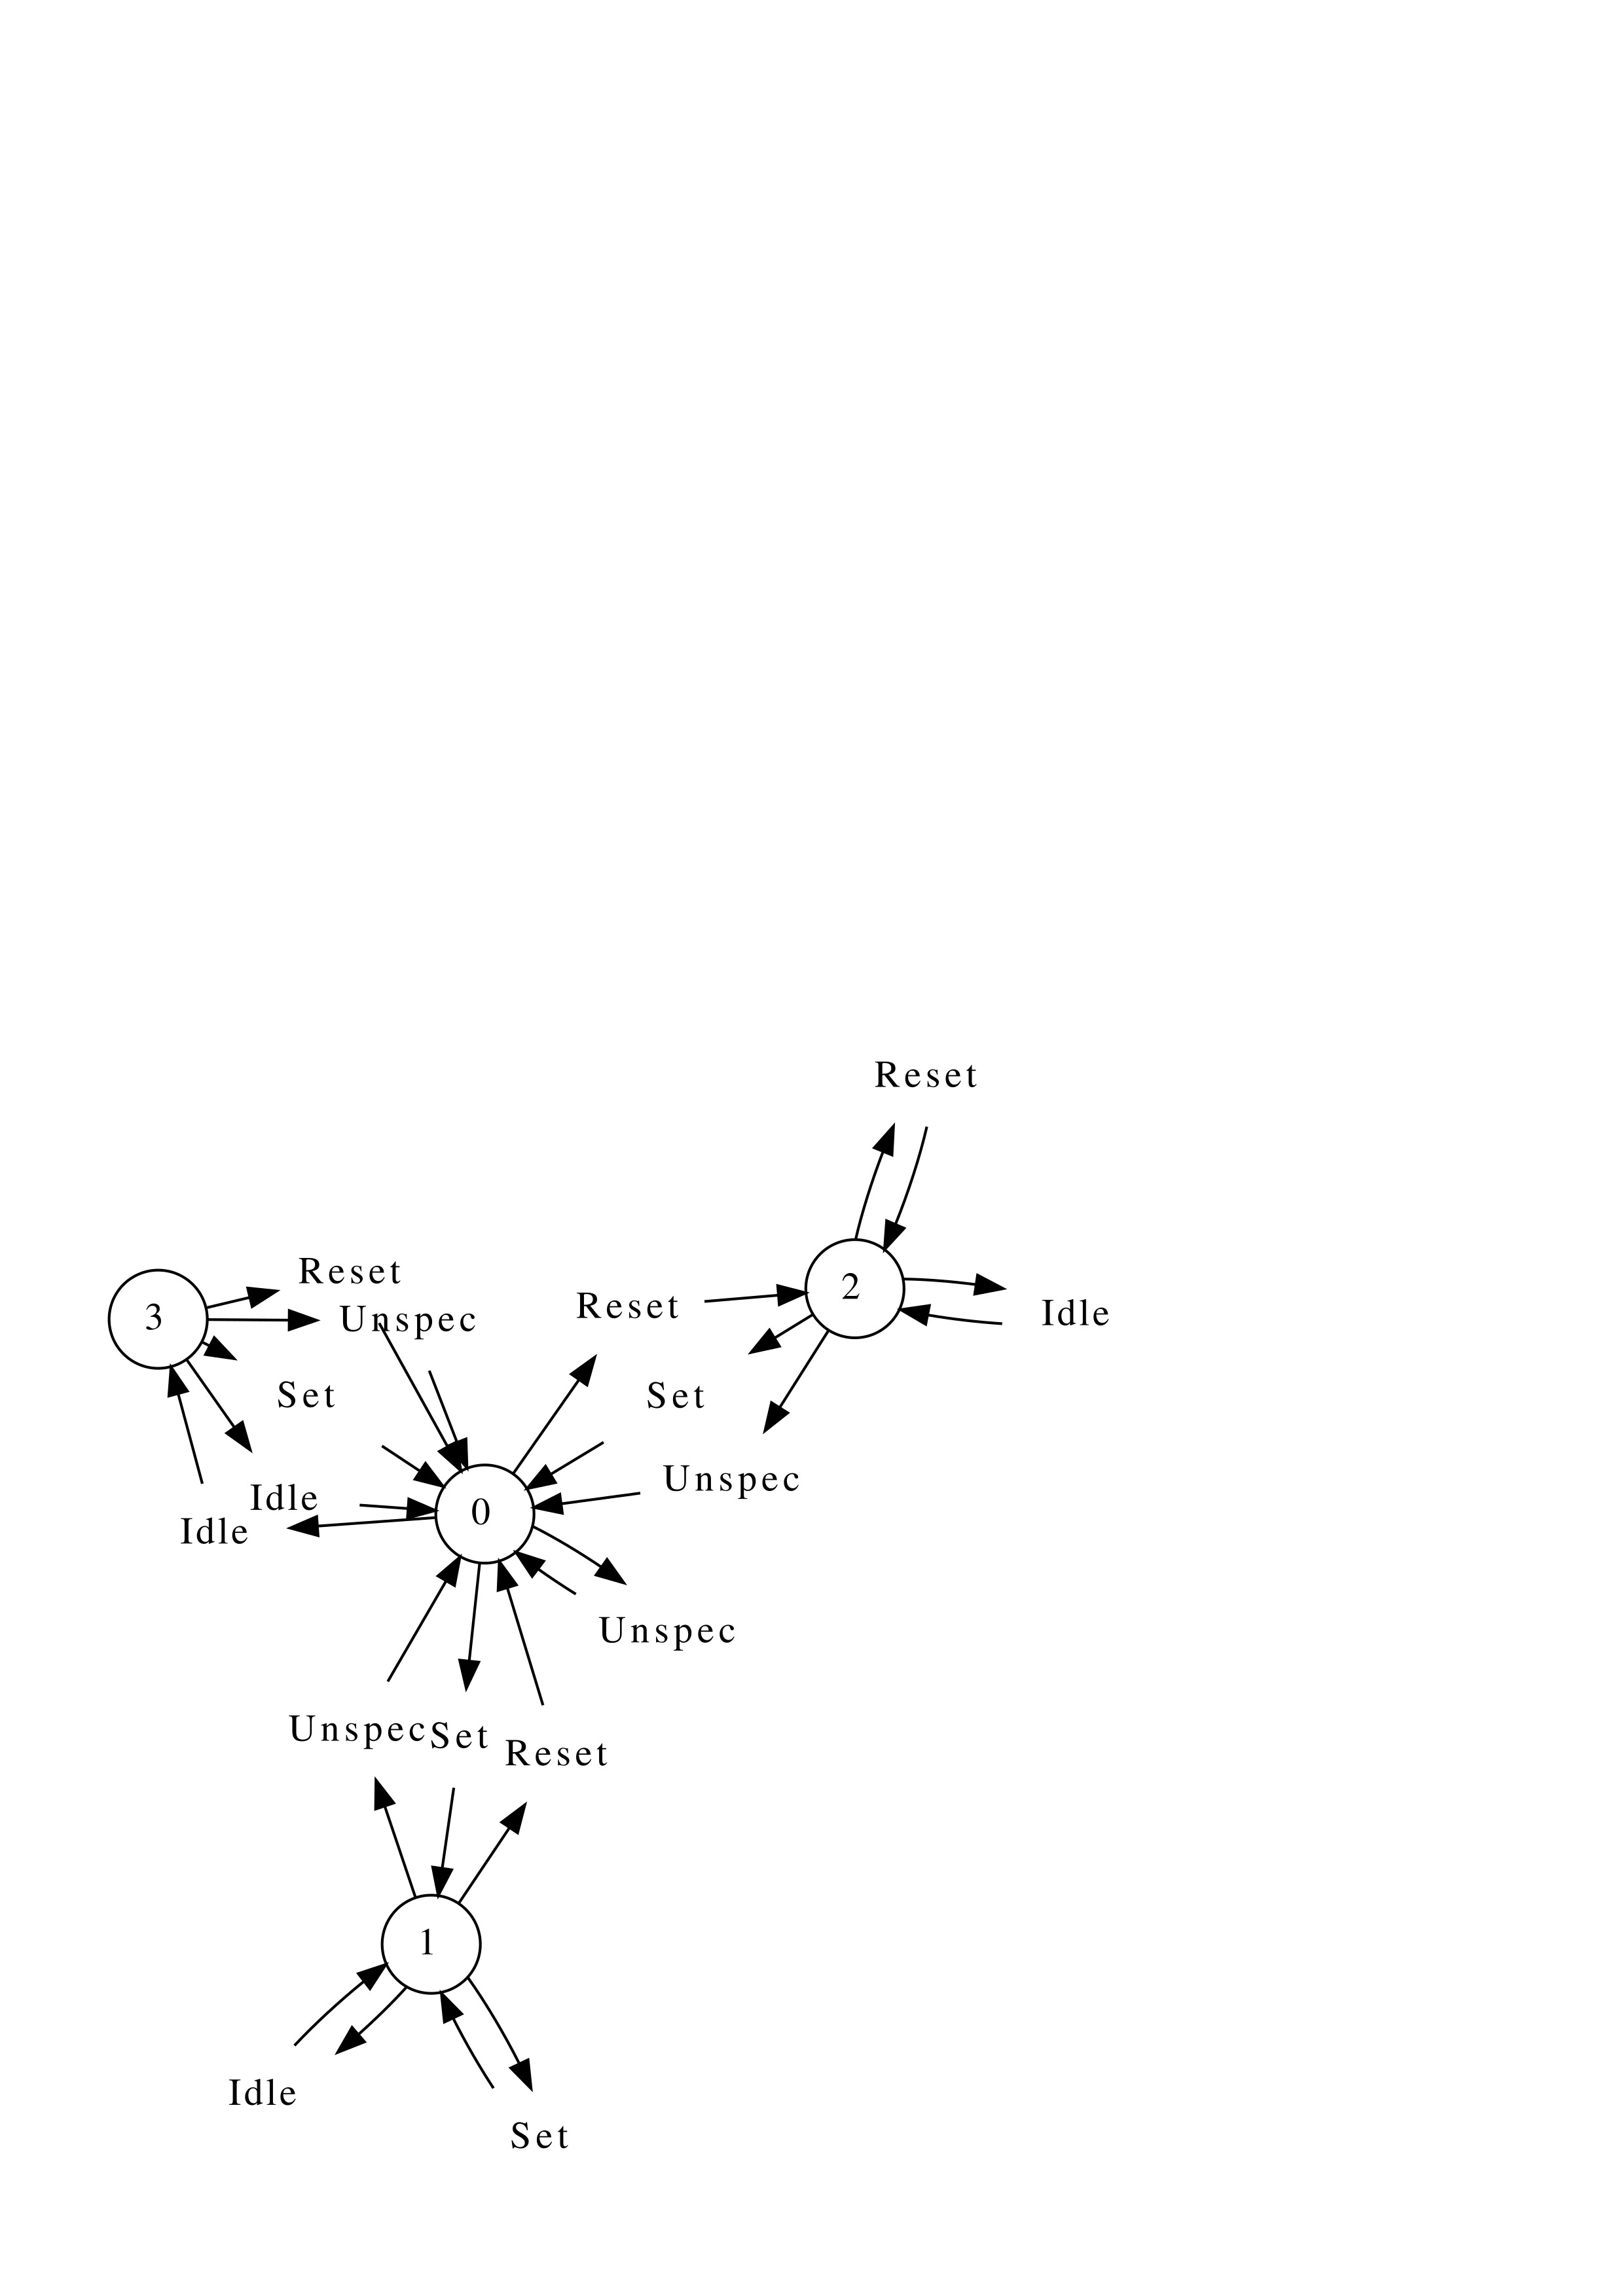 Reset
Reset
3
Unspec
2
Reset
Idle
Set
Set
Unspec
Idle
0
Idle
Unspec
Unspec
Set
Reset
1
Idle
Set